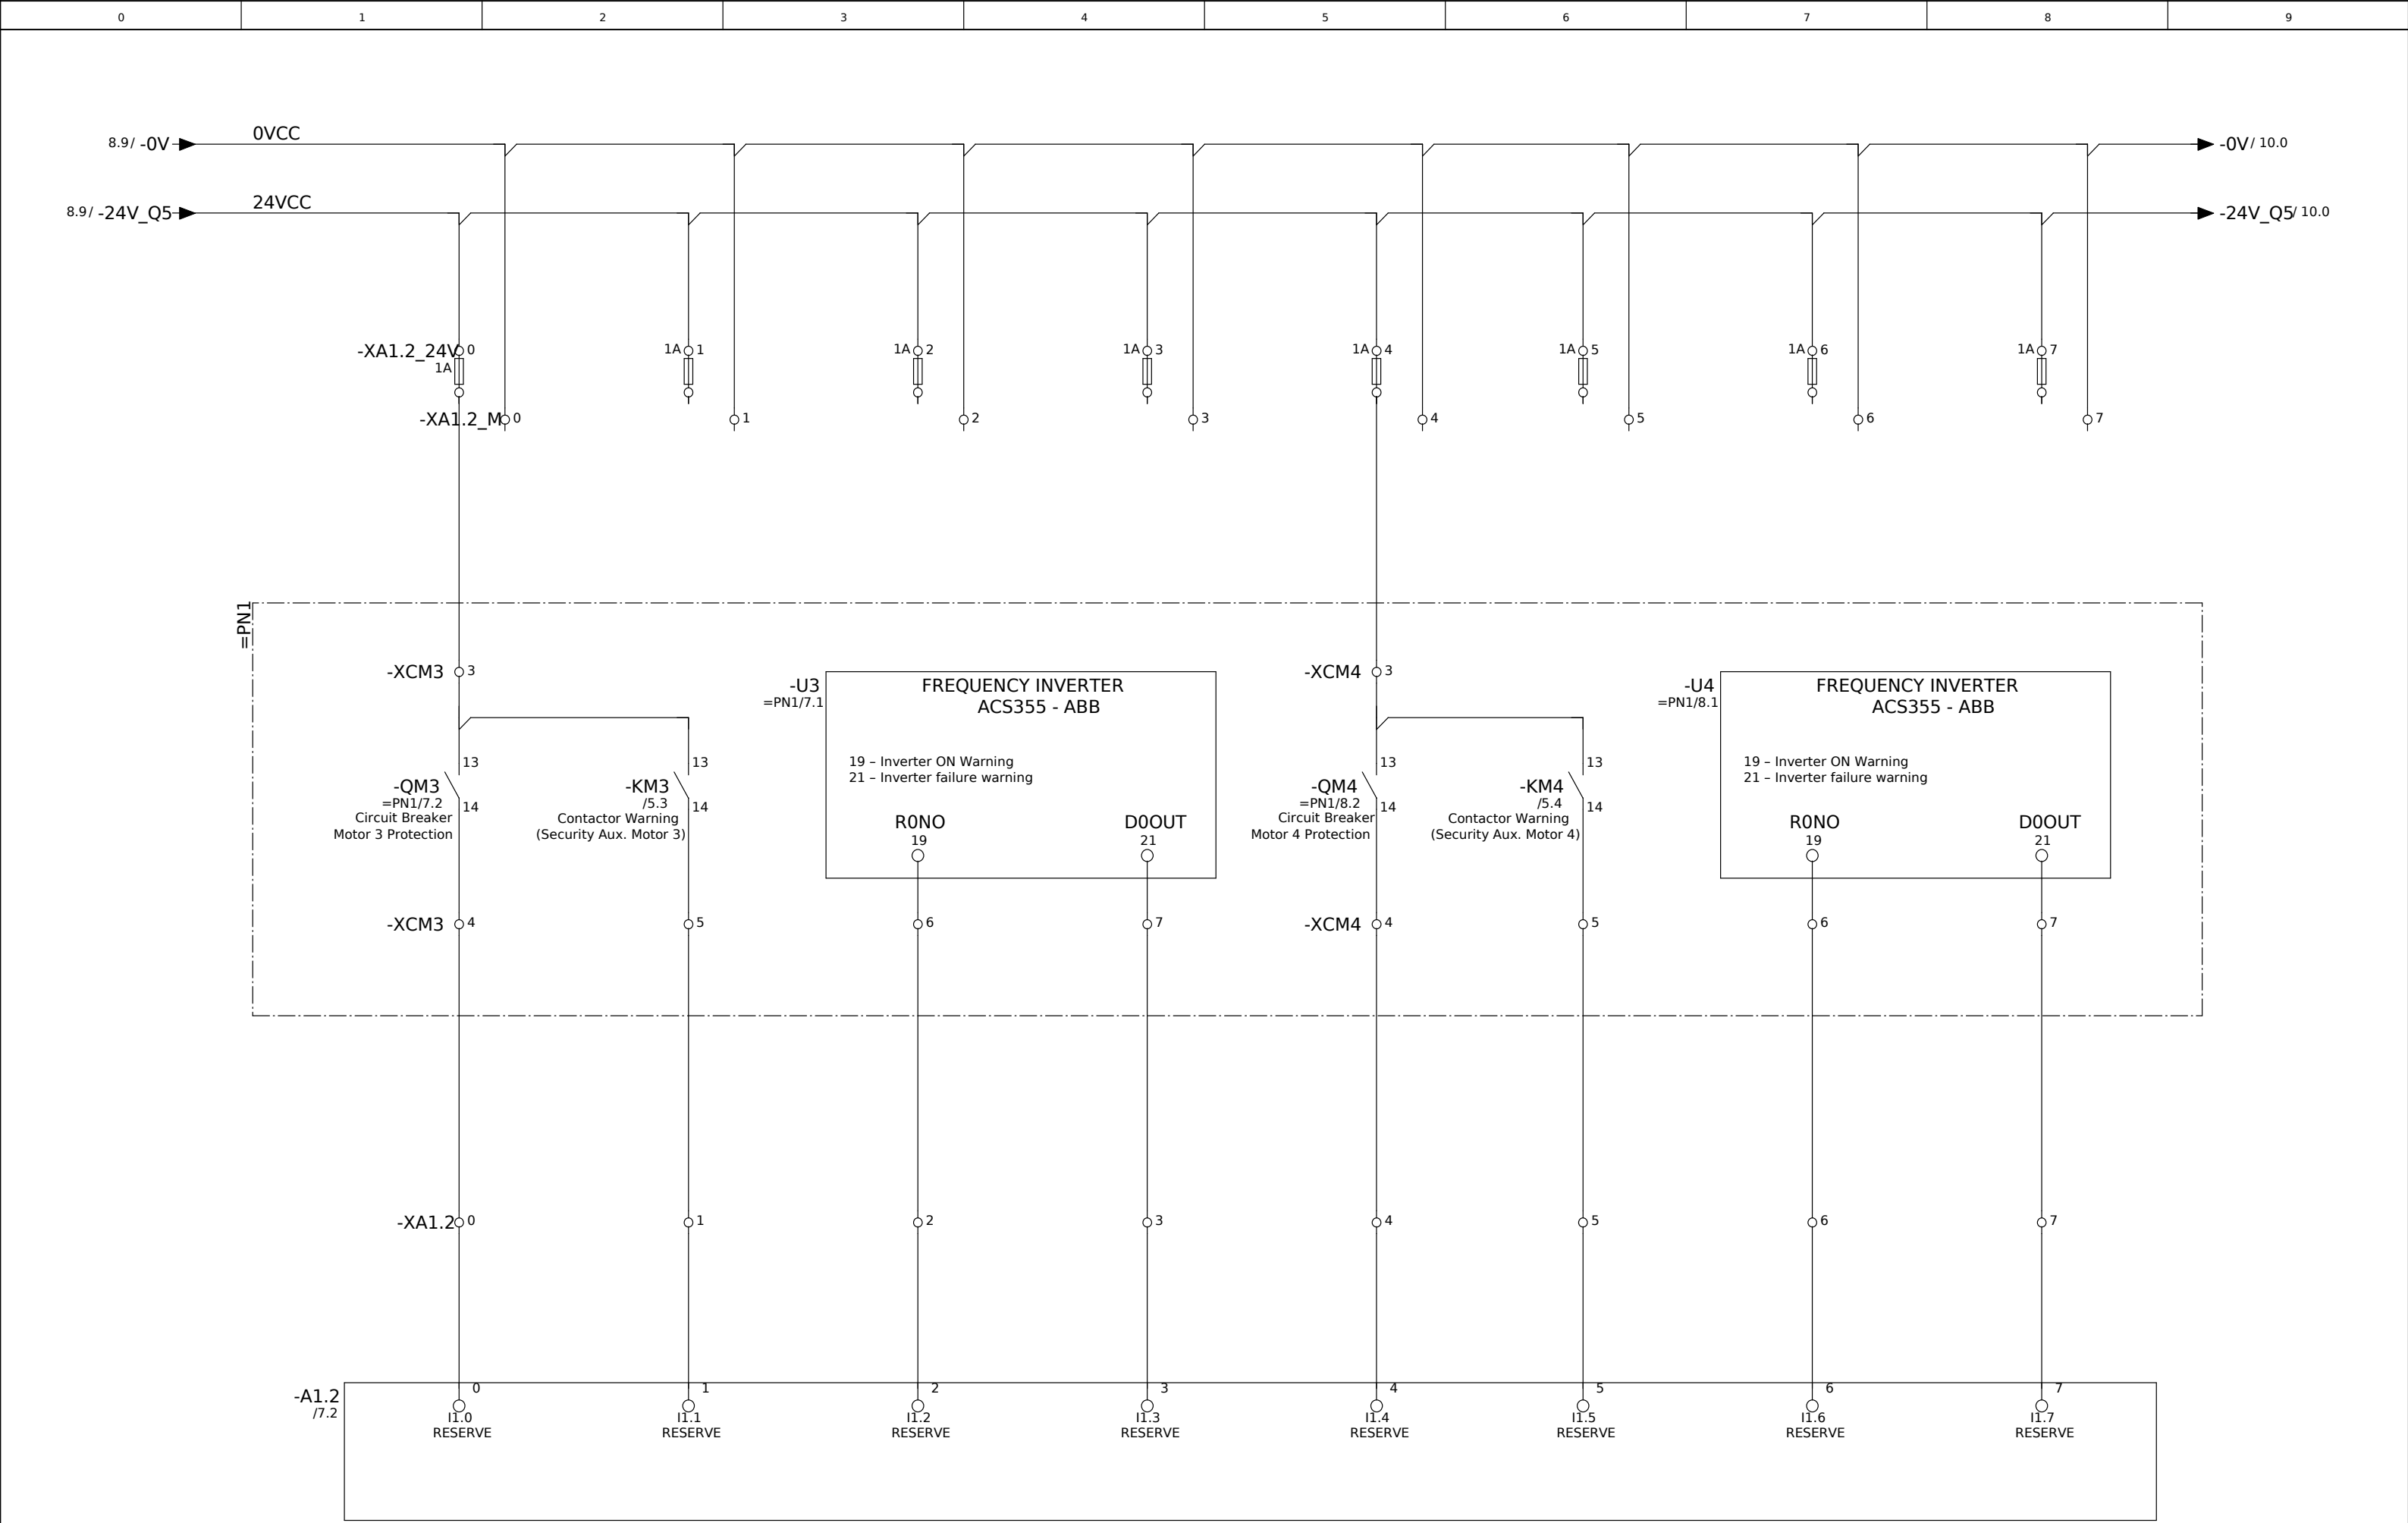 0 1 2 3 4 5 6 7 8 9
0VCC
8.9/ -0V
-0V/ 10.0
24VCC
8.9/ -24V_Q5
-24V_Q5/ 10.0
-XA1.2_24V 0 1A 1 1A 2 1A 3 1A 4 1A 5 1A 6 1A 7
1A
-XA1.2_M 0 1 2 3 4 5 6 7
=PN1
-XCM3 3
-XCM4 3
-U3
=PN1/7.1
FREQUENCY INVERTER
ACS355 - ABB
-U4
=PN1/8.1
FREQUENCY INVERTER
ACS355 - ABB
13
-QM3
=PN1/7.2
14
Circuit Breaker
Motor 3 Protection
13
-KM3
/5.3
14
Contactor Warning
(Security Aux. Motor 3)
19 – Inverter ON Warning
21 – Inverter failure warning
R0NO
19
D0OUT
21
13
-QM4
=PN1/8.2
14
Circuit Breaker
Motor 4 Protection
13
-KM4
/5.4
14
Contactor Warning
(Security Aux. Motor 4)
19 – Inverter ON Warning
21 – Inverter failure warning
R0NO
19
D0OUT
21
-XCM3 4 5 6 7
-XCM4 4 5 6 7
-XA1.2 0 1 2 3 4 5 6 7
-A1.2
/7.2
0 1 2 3 4 5 6 7
I1.0 I1.1 I1.2 I1.3 I1.4 I1.5 I1.6 I1.7
RESERVE RESERVE RESERVE RESERVE RESERVE RESERVE RESERVE RESERVE